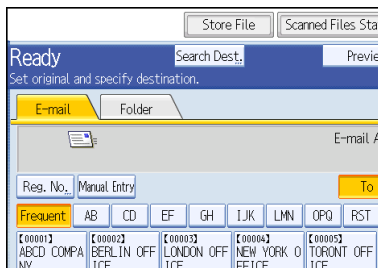 Store File Scanned Files Sta
Ready Search Dest. Previe
Set original and specify destination.
E-mail Folder
E-mail A
Reg. No. Manual Entry To
Frequent AB CD EF GH IJK LMN OPQ RST
[00001] [00002] [00003] [00004] [00005]
ABCD COMPA BERLIN OFF LONDON OFF NEW YORK O TORONT OFF
NY ICE ICE FFICE ICE